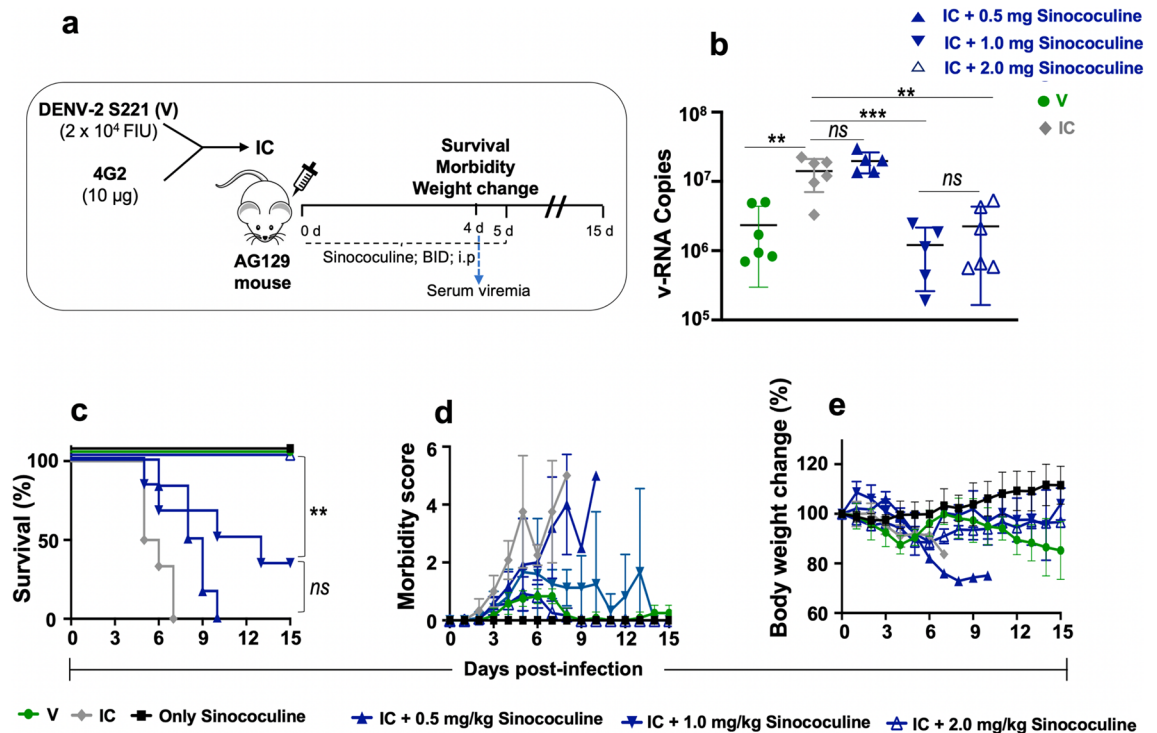 a
DENV-2 S221 (V)
(2 x 10⁴ FIU)
IC
4G2
(10 µg)
AG129
mouse
Survival
Morbidity
Weight change
0 d
4 d
5 d
15 d
Sinococuline; BID; i.p
Serum viremia
b
IC + 0.5 mg Sinococuline
IC + 1.0 mg Sinococuline
IC + 2.0 mg Sinococuline
V
IC
v-RNA Copies
10⁸
10⁷
10⁶
10⁵
**
ns
***
**
ns
c
Survival (%)
100
50
0
0 3 6 9 12 15
**
ns
d
Morbidity score
6
4
2
0
0 3 6 9 12 15
e
Body weight change (%)
120
100
80
60
0 3 6 9 12 15
Days post-infection
V IC Only Sinococuline IC + 0.5 mg/kg Sinococuline IC + 1.0 mg/kg Sinococuline IC + 2.0 mg/kg Sinococuline